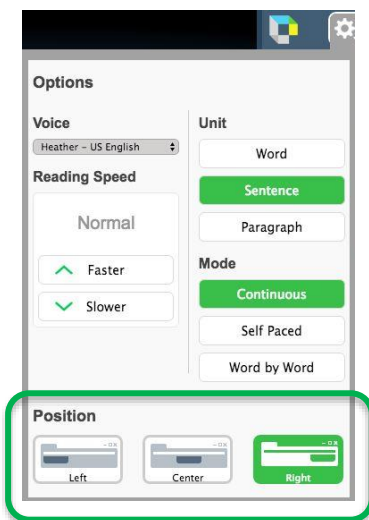 Options
Voice
Heather – US English
Reading Speed
Normal
Faster
Slower
Unit
Word
Sentence
Paragraph
Mode
Continuous
Self Paced
Word by Word
Position
Left
Center
Right